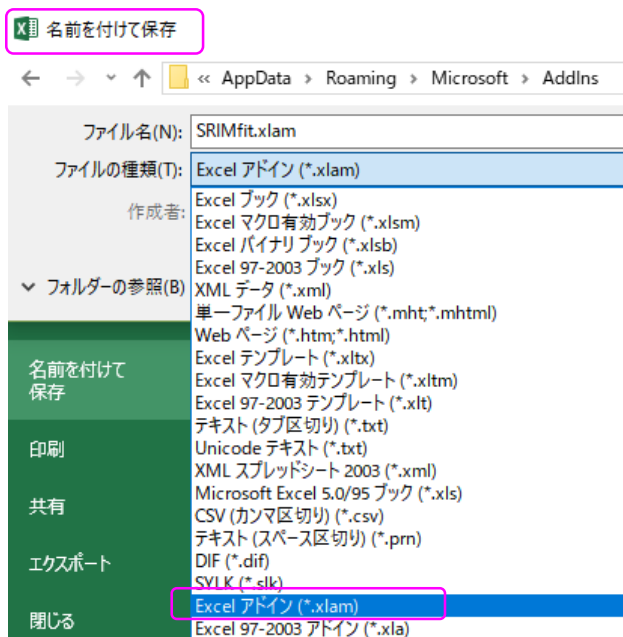 名前を付けて保存
« AppData › Roaming › Microsoft › AddIns
ファイル名(N): SRIMfit.xlam
ファイルの種類(T): Excel アドイン (*.xlam)
作成者:
Excel ブック (*.xlsx)
Excel マクロ有効ブック (*.xlsm)
Excel バイナリ ブック (*.xlsb)
Excel 97-2003 ブック (*.xls)
フォルダーの参照(B)
XML データ (*.xml)
単一ファイル Web ページ (*.mht;*.mhtml)
Web ページ (*.htm;*.html)
Excel テンプレート (*.xltx)
Excel マクロ有効テンプレート (*.xltm)
Excel 97-2003 テンプレート (*.xlt)
テキスト (タブ区切り) (*.txt)
Unicode テキスト (*.txt)
XML スプレッドシート 2003 (*.xml)
Microsoft Excel 5.0/95 ブック (*.xls)
CSV (カンマ区切り) (*.csv)
テキスト (スペース区切り) (*.prn)
DIF (*.dif)
SYLK (*.slk)
Excel アドイン (*.xlam)
Excel 97-2003 アドイン (*.xla)
名前を付けて
保存
印刷
共有
エクスポート
閉じる